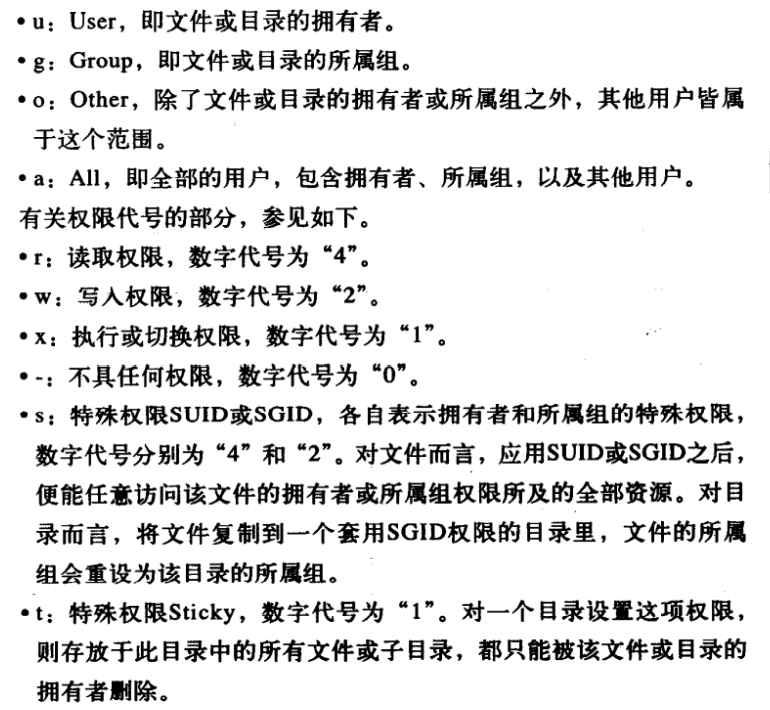 •u：User，即文件或目录的拥有者。
•g：Group，即文件或目录的所属组。
•o：Other，除了文件或目录的拥有者或所属组之外，其他用户皆属
于这个范围。
•a：All，即全部的用户，包含拥有者、所属组，以及其他用户。
有关权限代号的部分，参见如下。
•r：读取权限，数字代号为“4”。
•w：写入权限，数字代号为“2”。
•x：执行或切换权限，数字代号为“1”。
•-：不具任何权限，数字代号为“0”。
•s：特殊权限SUID或SGID，各自表示拥有者和所属组的特殊权限，
数字代号分别为“4”和“2”。对文件而言，应用SUID或SGID之后，
便能任意访问该文件的拥有者或所属组权限所及的全部资源。对目
录而言，将文件复制到一个套用SGID权限的目录里，文件的所属
组会重设为该目录的所属组。
•t：特殊权限Sticky，数字代号为“1”。对一个目录设置这项权限，
则存放于此目录中的所有文件或子目录，都只能被该文件或目录的
拥有者删除。